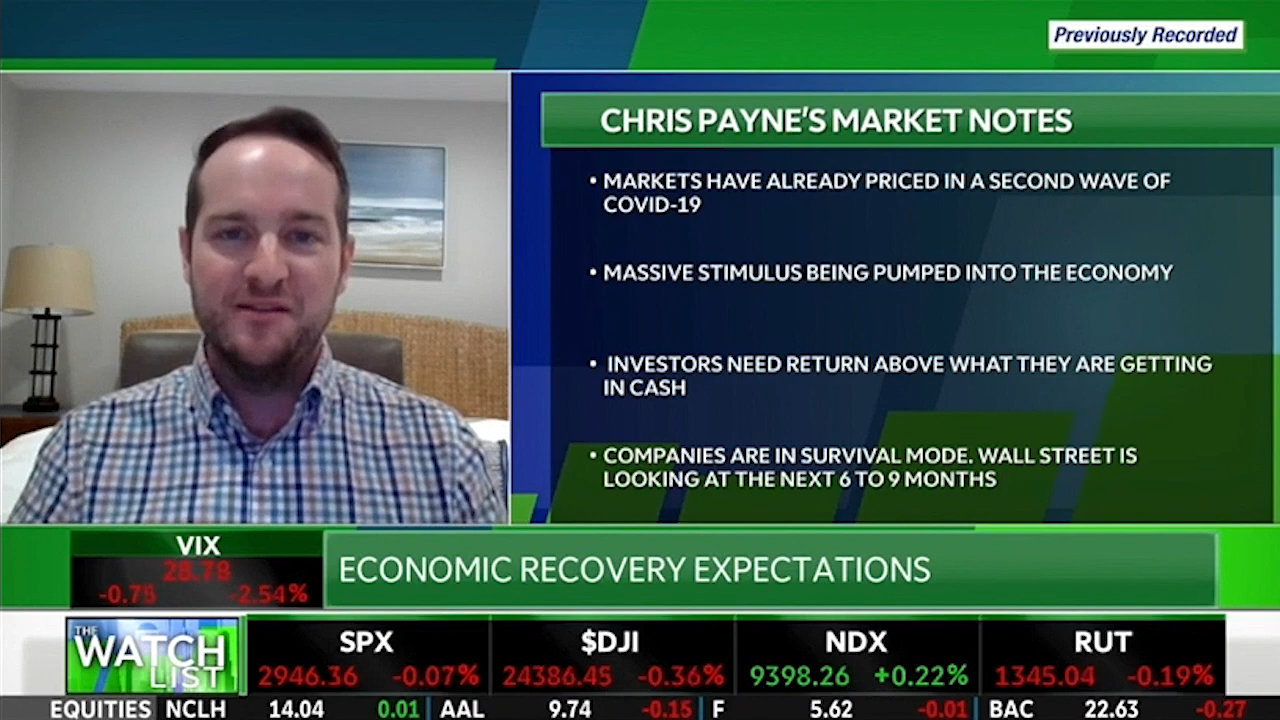 Previously Recorded
CHRIS PAYNE'S MARKET NOTES
• MARKETS HAVE ALREADY PRICED IN A SECOND WAVE OF
COVID-19
• MASSIVE STIMULUS BEING PUMPED INTO THE ECONOMY
• INVESTORS NEED RETURN ABOVE WHAT THEY ARE GETTING
IN CASH
• COMPANIES ARE IN SURVIVAL MODE. WALL STREET IS
LOOKING AT THE NEXT 6 TO 9 MONTHS
VIX
-0.75 -2.54%
ECONOMIC RECOVERY EXPECTATIONS
THE
WATCH
LIST
SPX
2946.36 -0.07%
$DJI
24386.45 -0.36%
NDX
9398.26 +0.22%
RUT
1345.04 -0.19%
EQUITIES NCLH 14.04 0.01 AAL 9.74 -0.15 F 5.62 -0.01 BAC 22.63 -0.27